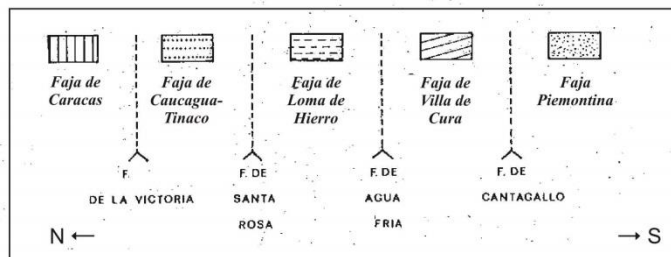 Faja de
Caracas
Faja de
Caucagua-
Tinaco
Faja de
Loma de
Hierro
Faja de
Villa de
Cura
Faja
Piemontina
F.
DE LA VICTORIA
F. DE
SANTA
ROSA
F. DE
AGUA
FRIA
F. DE
CANTAGALLO
N
S